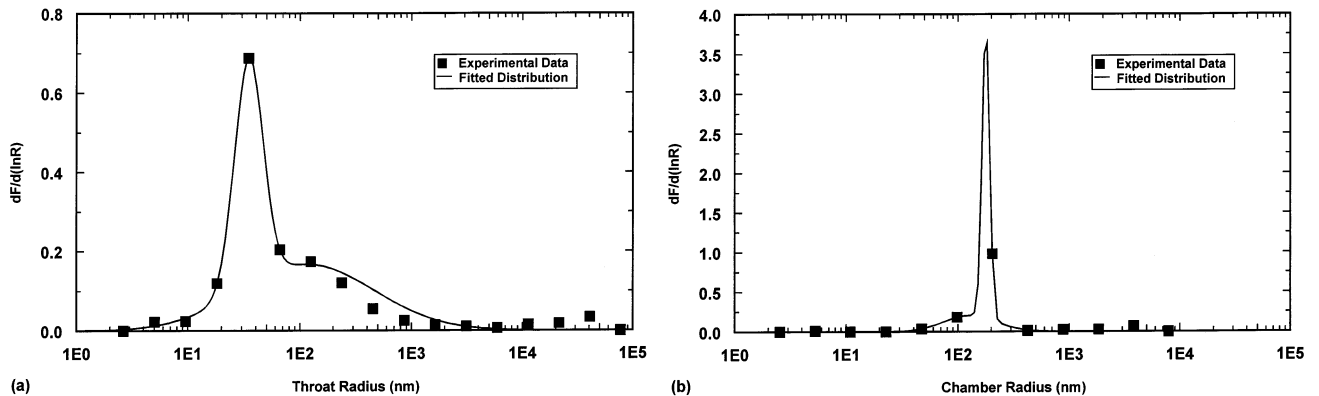 0.8
0.6
0.4
0.2
0.0
dF/d(lnR)
Experimental Data
Fitted Distribution
1E0 1E1 1E2 1E3 1E4 1E5
(a) Throat Radius (nm)
4.0
3.5
3.0
2.5
2.0
1.5
1.0
0.5
0.0
dF/d(lnR)
Experimental Data
Fitted Distribution
1E0 1E1 1E2 1E3 1E4 1E5
(b) Chamber Radius (nm)